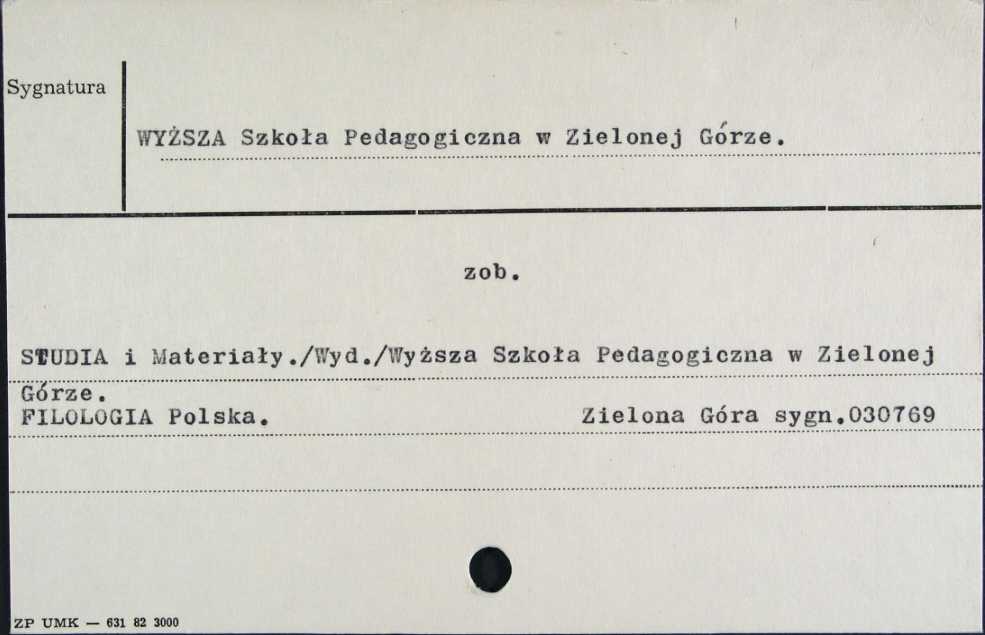 Sygnatura
WYŻSZA Szkoła Pedagogiczna w Zielonej Górze.
zob.
STUDIA i Materiały./Wyd./Wyższa Szkoła Pedagogiczna w Zielonej
Górze.
FILOLOGIA Polska. Zielona Góra sygn.030769
ZP UMK — 631 82 3000